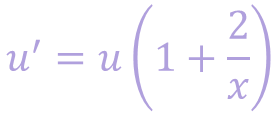 u′ = u(1 + 2/x)